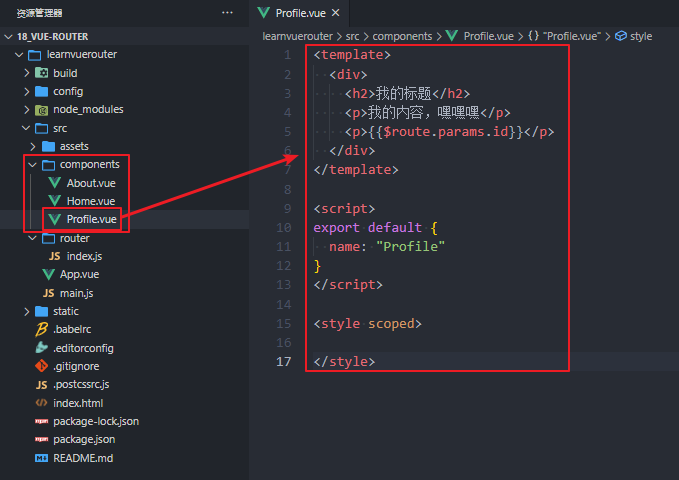 资源管理器 ···
18_VUE-ROUTER
learnvuerouter
build
config
node_modules
src
assets
components
About.vue
Home.vue
Profile.vue
router
index.js
App.vue
main.js
static
.babelrc
.editorconfig
.gitignore
.postcssrc.js
index.html
package-lock.json
package.json
README.md
Profile.vue ×
learnvuerouter > src > components > Profile.vue > {} "Profile.vue" > style
1 <template>
2 <div>
3 <h2>我的标题</h2>
4 <p>我的内容，嘿嘿嘿</p>
5 <p>{{$route.params.id}}</p>
6 </div>
7 </template>
8
9 <script>
10 export default {
11 name: "Profile"
12 }
13 </script>
14
15 <style scoped>
16
17 </style>